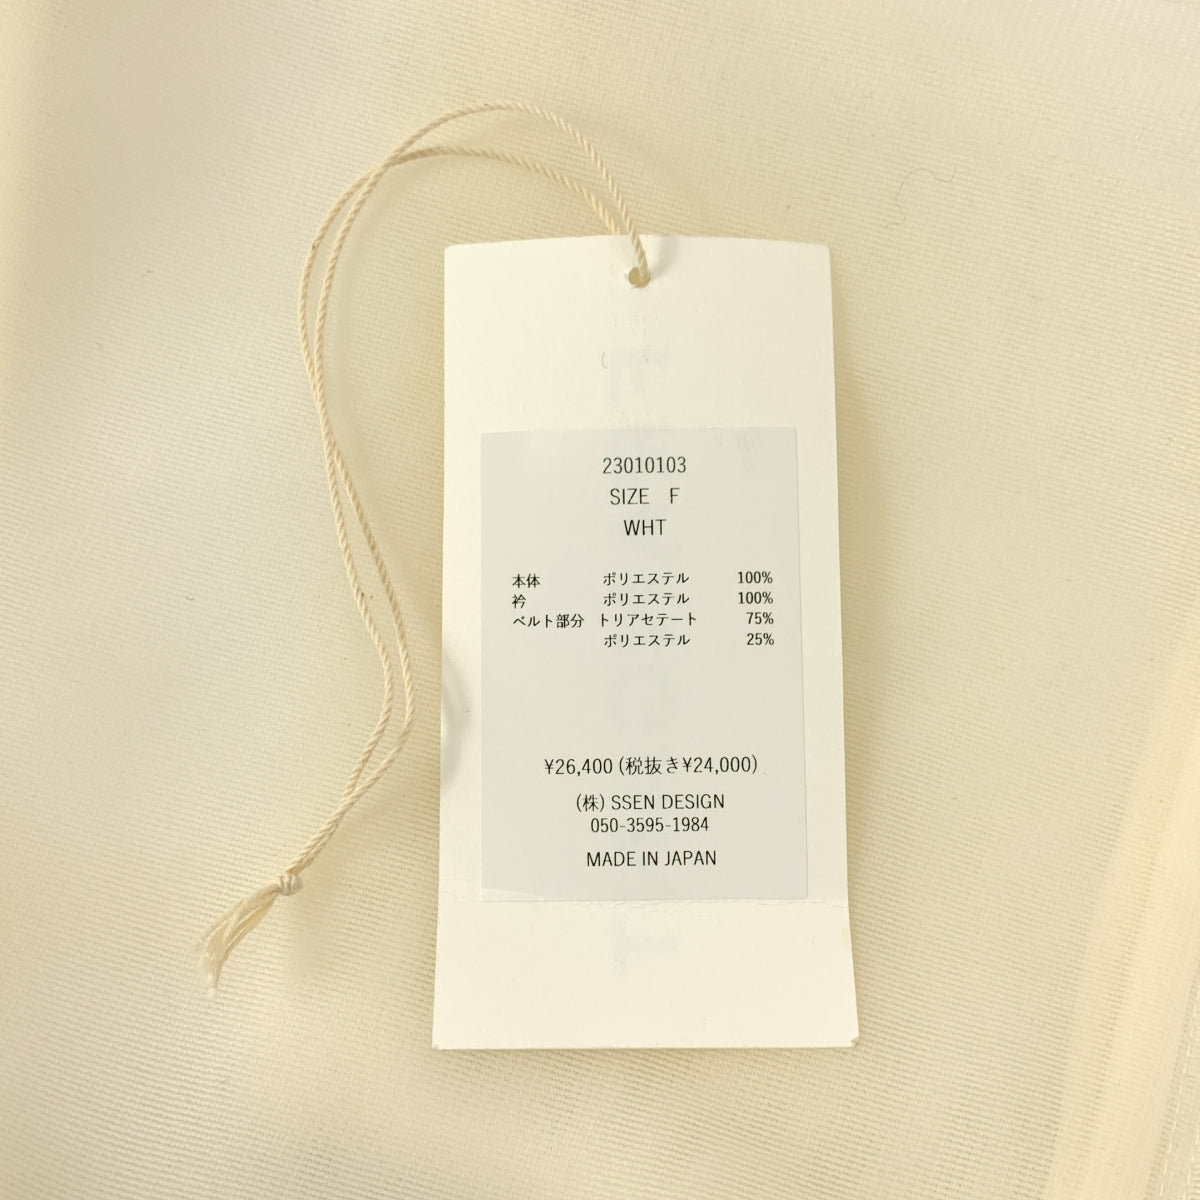 23010103
SIZE F
WHT
本体 ポリエステル 100%
衿 ポリエステル 100%
ベルト部分 トリアセテート 75%
ポリエステル 25%
¥26,400 (税抜き¥24,000)
(株) SSEN DESIGN
050-3595-1984
MADE IN JAPAN